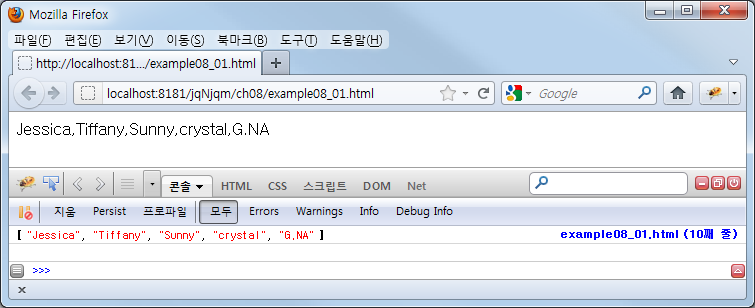 Mozilla Firefox
파일(F) 편집(E) 보기(V) 이동(S) 북마크(B) 도구(T) 도움말(H)
http://localhost:81.../example08_01.html
localhost:8181/jqNjqm/ch08/example08_01.html Google
Jessica,Tiffany,Sunny,crystal,G.NA
콘솔 HTML CSS 스크립트 DOM Net
지움 Persist 프로파일 모두 Errors Warnings Info Debug Info
[ "Jessica", "Tiffany", "Sunny", "crystal", "G.NA" ] example08_01.html (10째 줄)
>>>